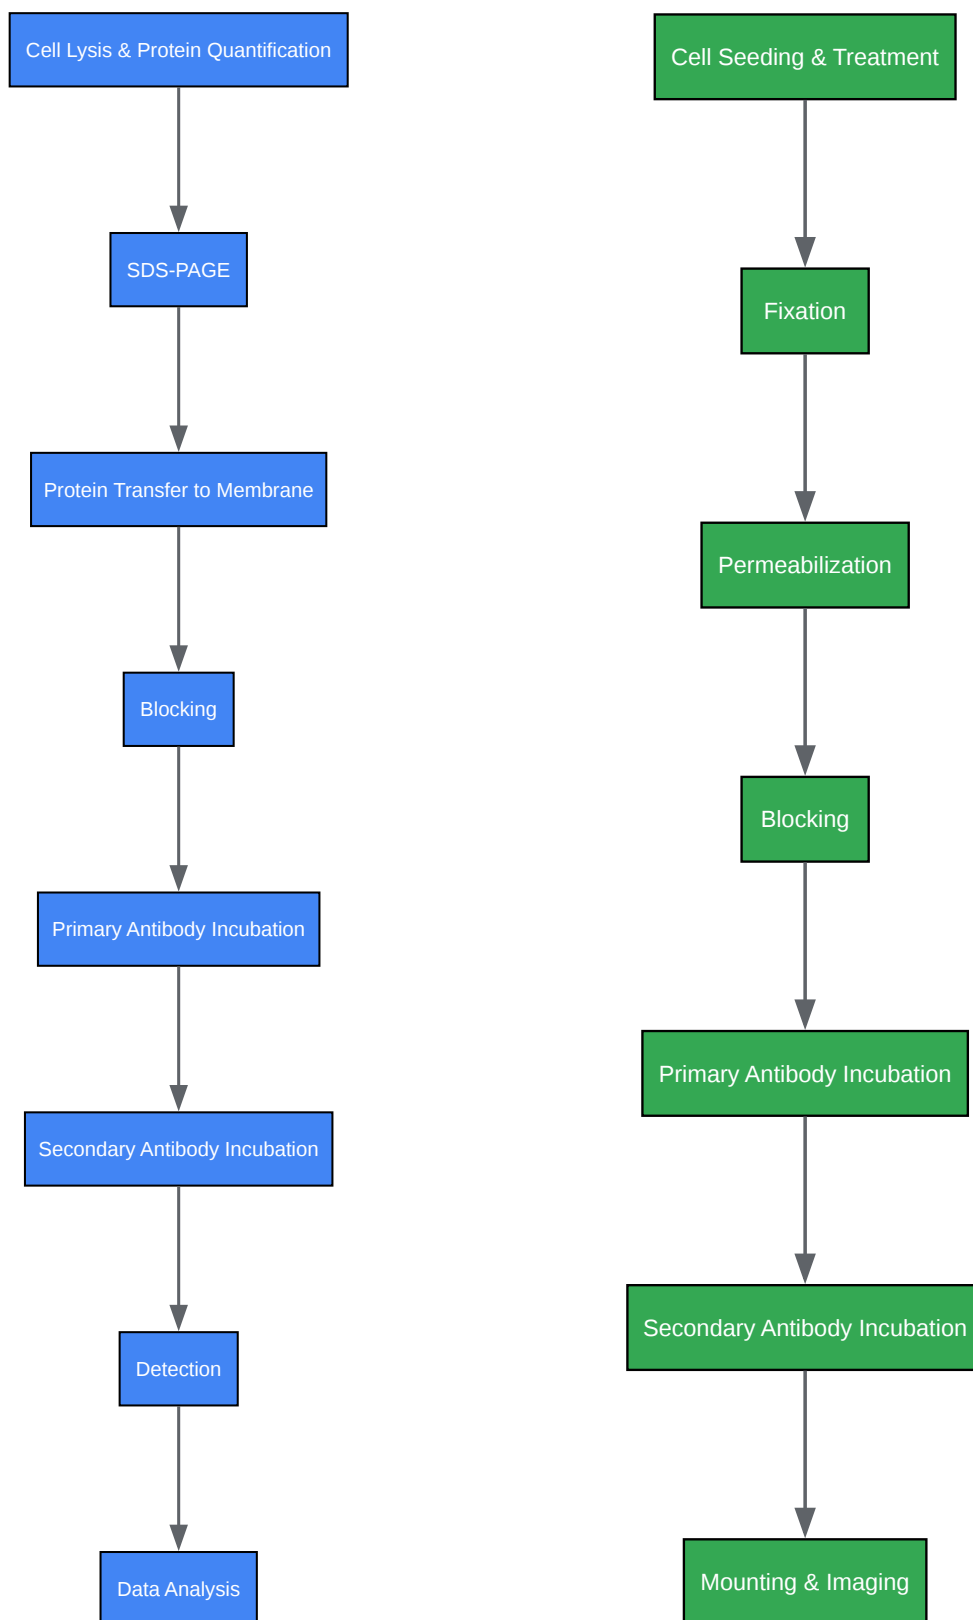 Cell Lysis & Protein Quantification
SDS-PAGE
Protein Transfer to Membrane
Blocking
Primary Antibody Incubation
Secondary Antibody Incubation
Detection
Data Analysis
Cell Seeding & Treatment
Fixation
Permeabilization
Blocking
Primary Antibody Incubation
Secondary Antibody Incubation
Mounting & Imaging